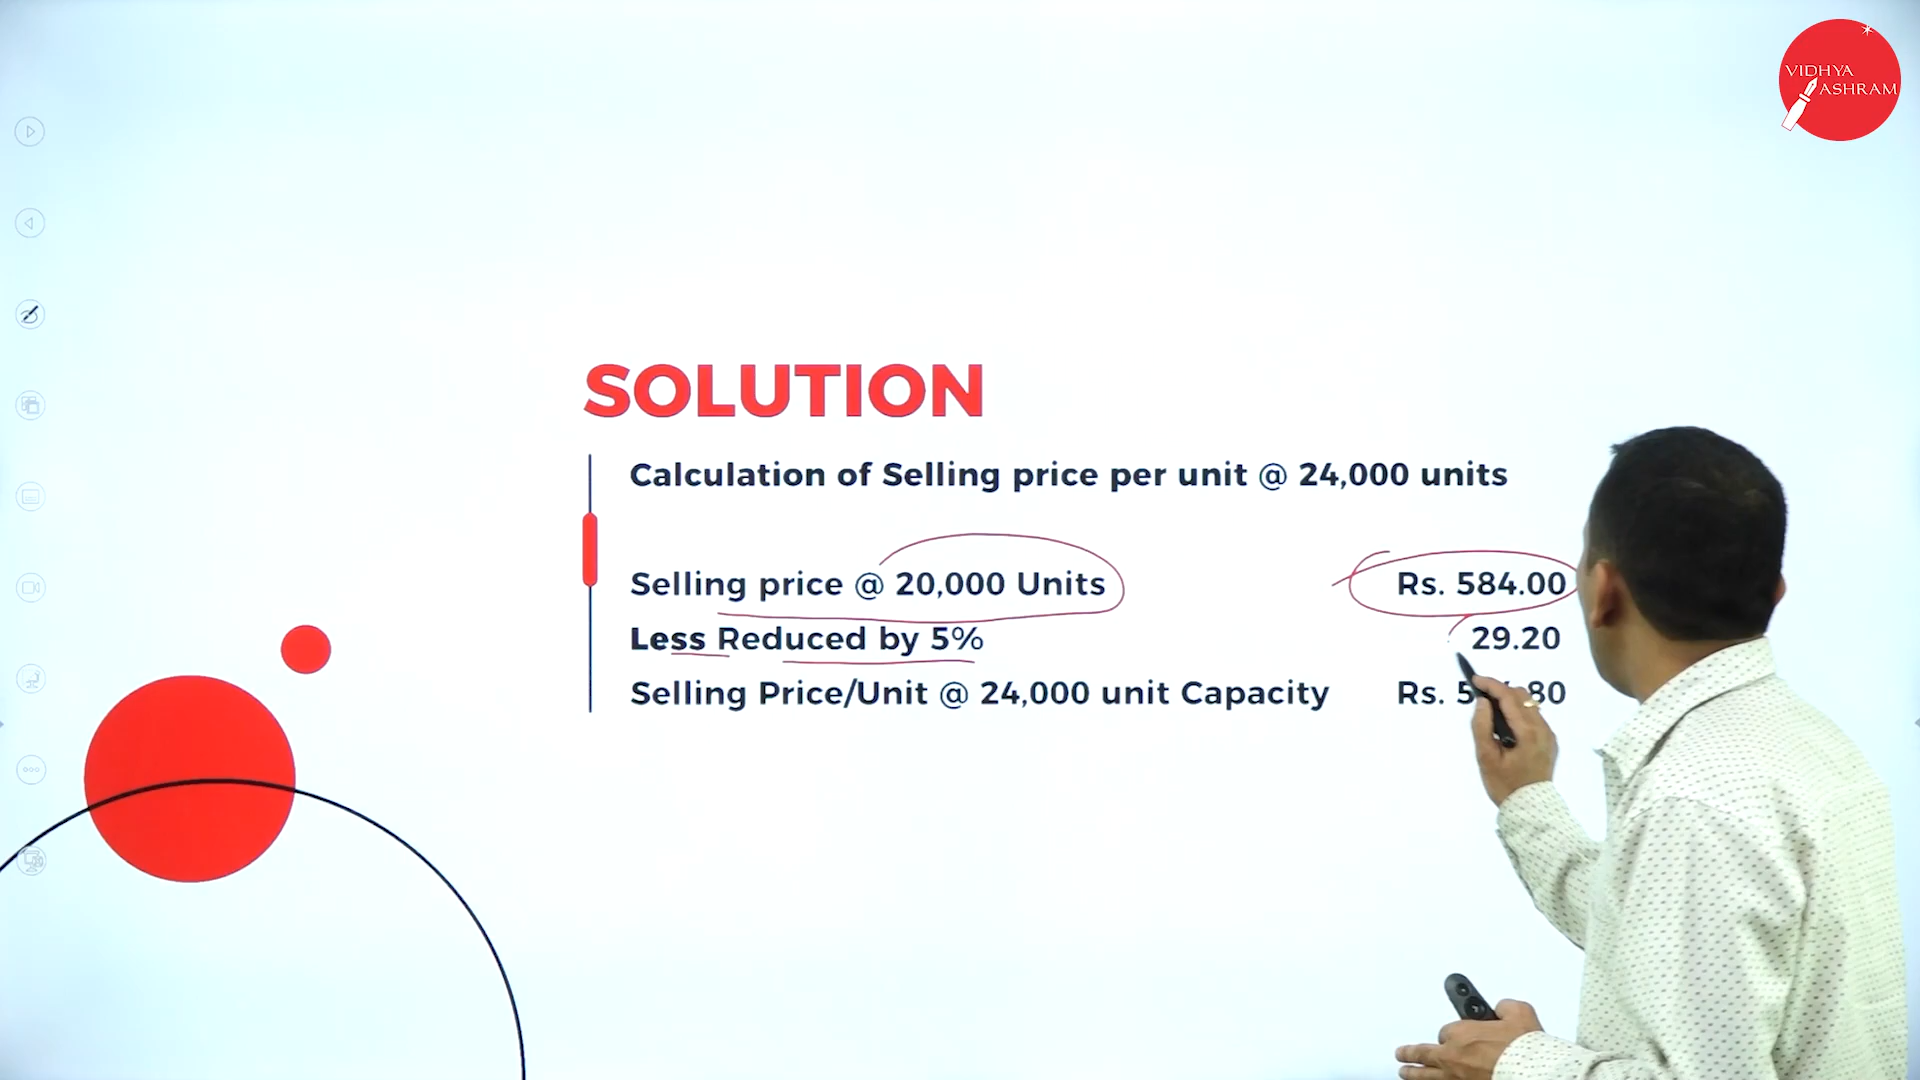 VIDHYA
ASHRAM
SOLUTION
Calculation of Selling price per unit @ 24,000 units
Selling price @ 20,000 Units Rs. 584.00
Less Reduced by 5% 29.20
Selling Price/Unit @ 24,000 unit Capacity Rs.